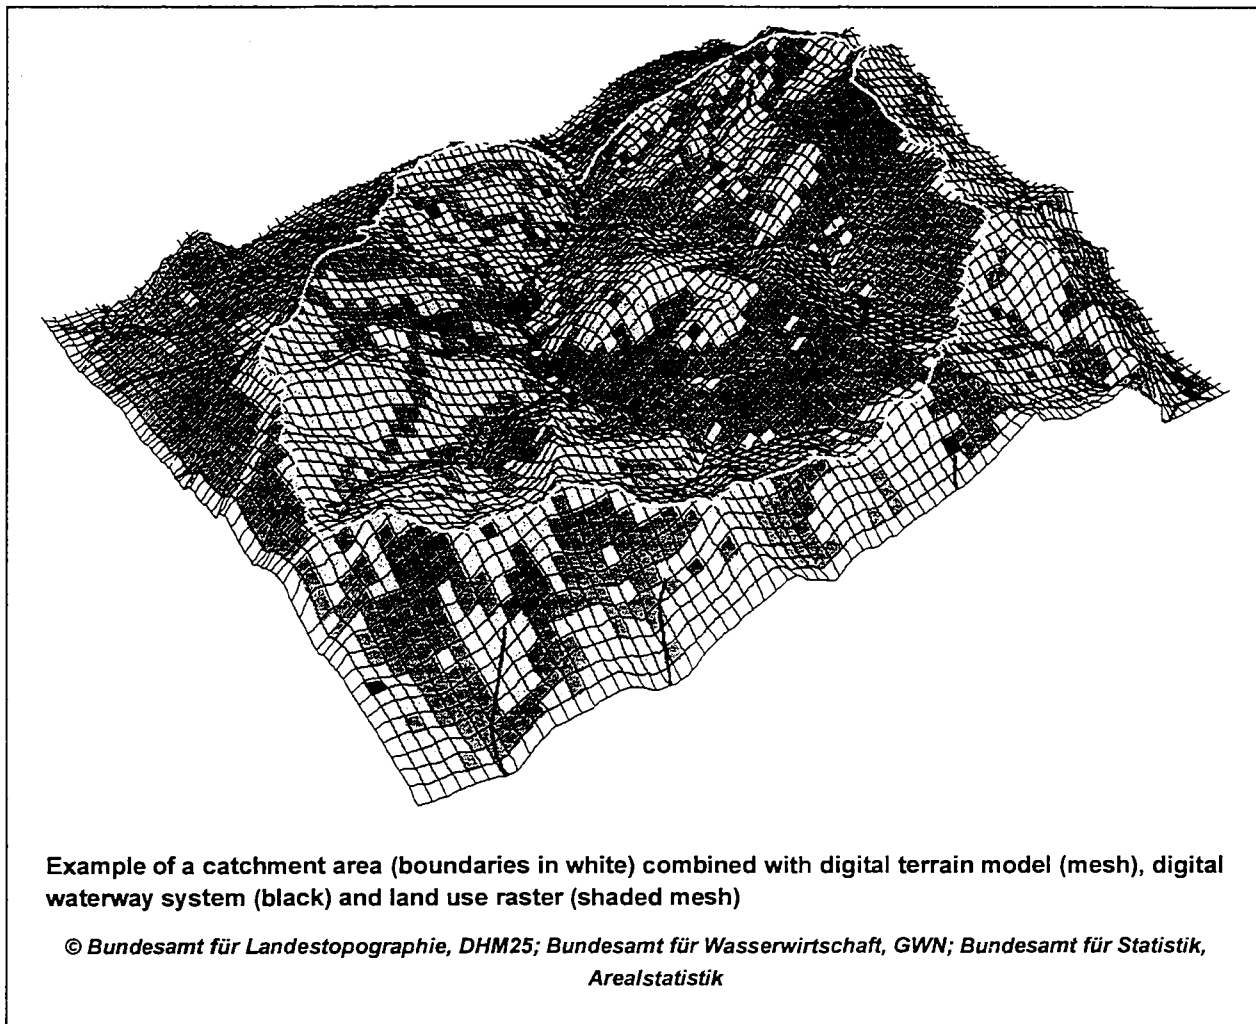 Example of a catchment area (boundaries in white) combined with digital terrain model (mesh), digital
waterway system (black) and land use raster (shaded mesh)
© Bundesamt für Landestopographie, DHM25; Bundesamt für Wasserwirtschaft, GWN; Bundesamt für Statistik,
Arealstatistik